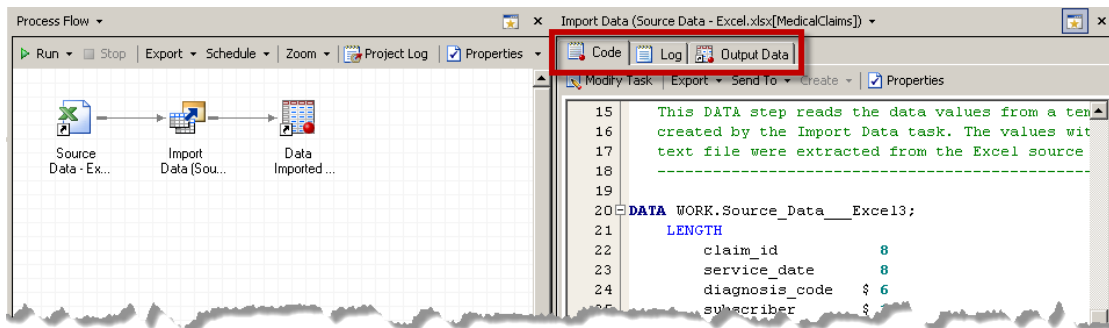 Process Flow
Run Stop Export Schedule Zoom Project Log Properties
Source
Data - Ex...
Import
Data (Sou...
Data
Imported ...
Import Data (Source Data - Excel.xlsx[MedicalClaims])
Code Log Output Data
Modify Task Export Send To Create Properties
15 This DATA step reads the data values from a tem
16 created by the Import Data task. The values wit
17 text file were extracted from the Excel source
18 -----------------------------------------------
19
20 DATA WORK.Source_Data___Excel3;
21 LENGTH
22 claim_id 8
23 service_date 8
24 diagnosis_code $ 6
subscriber $